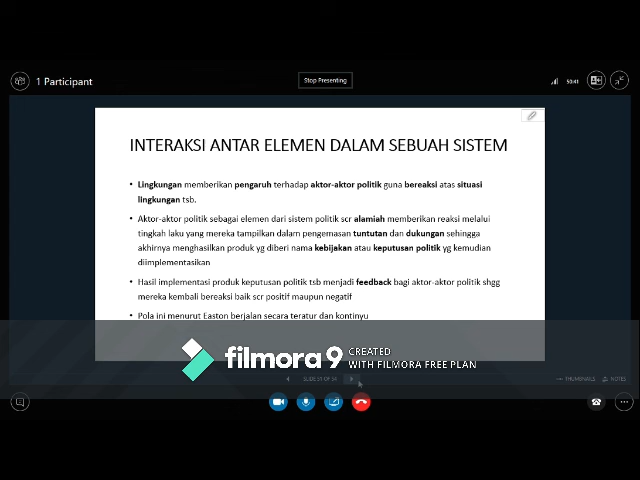 1 Participant
Stop Presenting
50:41
INTERAKSI ANTAR ELEMEN DALAM SEBUAH SISTEM
• Lingkungan memberikan pengaruh terhadap aktor-aktor politik guna bereaksi atas situasi
lingkungan tsb.
• Aktor-aktor politik sebagai elemen dari sistem politik scr alamiah memberikan reaksi melalui
tingkah laku yang mereka tampilkan dalam pengemasan tuntutan dan dukungan sehingga
akhirnya menghasilkan produk yg diberi nama kebijakan atau keputusan politik yg kemudian
diimplementasikan
• Hasil implementasi produk keputusan politik tsb menjadi feedback bagi aktor-aktor politik shgg
mereka kembali bereaksi baik scr positif maupun negatif
• Pola ini menurut Easton berjalan secara teratur dan kontinyu
filmora 9
CREATED
WITH FILMORA FREE PLAN
THUMBNAILS
NOTES